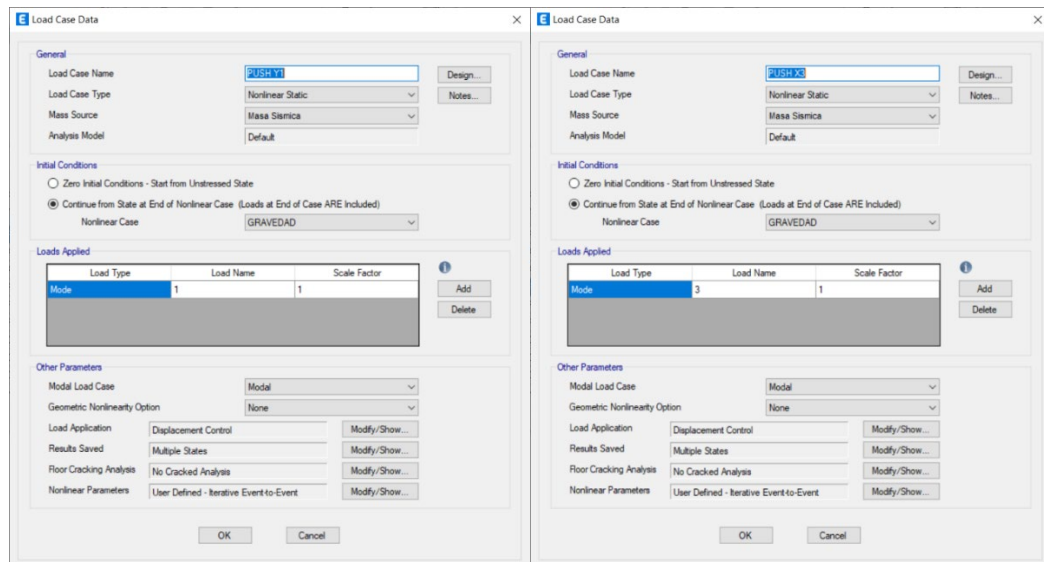 Load Case Data
General
Load Case Name PUSH Y1 Design...
Load Case Type Nonlinear Static Notes...
Mass Source Masa Sismica
Analysis Model Default
Initial Conditions
Zero Initial Conditions - Start from Unstressed State
Continue from State at End of Nonlinear Case (Loads at End of Case ARE Included)
Nonlinear Case GRAVEDAD
Loads Applied
Load Type Load Name Scale Factor
Mode 1 1 Add
Delete
Other Parameters
Modal Load Case Modal
Geometric Nonlinearity Option None
Load Application Displacement Control Modify/Show...
Results Saved Multiple States Modify/Show...
Floor Cracking Analysis No Cracked Analysis Modify/Show...
Nonlinear Parameters User Defined - Iterative Event-to-Event Modify/Show...
OK Cancel
Load Case Data
General
Load Case Name PUSH X3 Design...
Load Case Type Nonlinear Static Notes...
Mass Source Masa Sismica
Analysis Model Default
Initial Conditions
Zero Initial Conditions - Start from Unstressed State
Continue from State at End of Nonlinear Case (Loads at End of Case ARE Included)
Nonlinear Case GRAVEDAD
Loads Applied
Load Type Load Name Scale Factor
Mode 3 1 Add
Delete
Other Parameters
Modal Load Case Modal
Geometric Nonlinearity Option None
Load Application Displacement Control Modify/Show...
Results Saved Multiple States Modify/Show...
Floor Cracking Analysis No Cracked Analysis Modify/Show...
Nonlinear Parameters User Defined - Iterative Event-to-Event Modify/Show...
OK Cancel